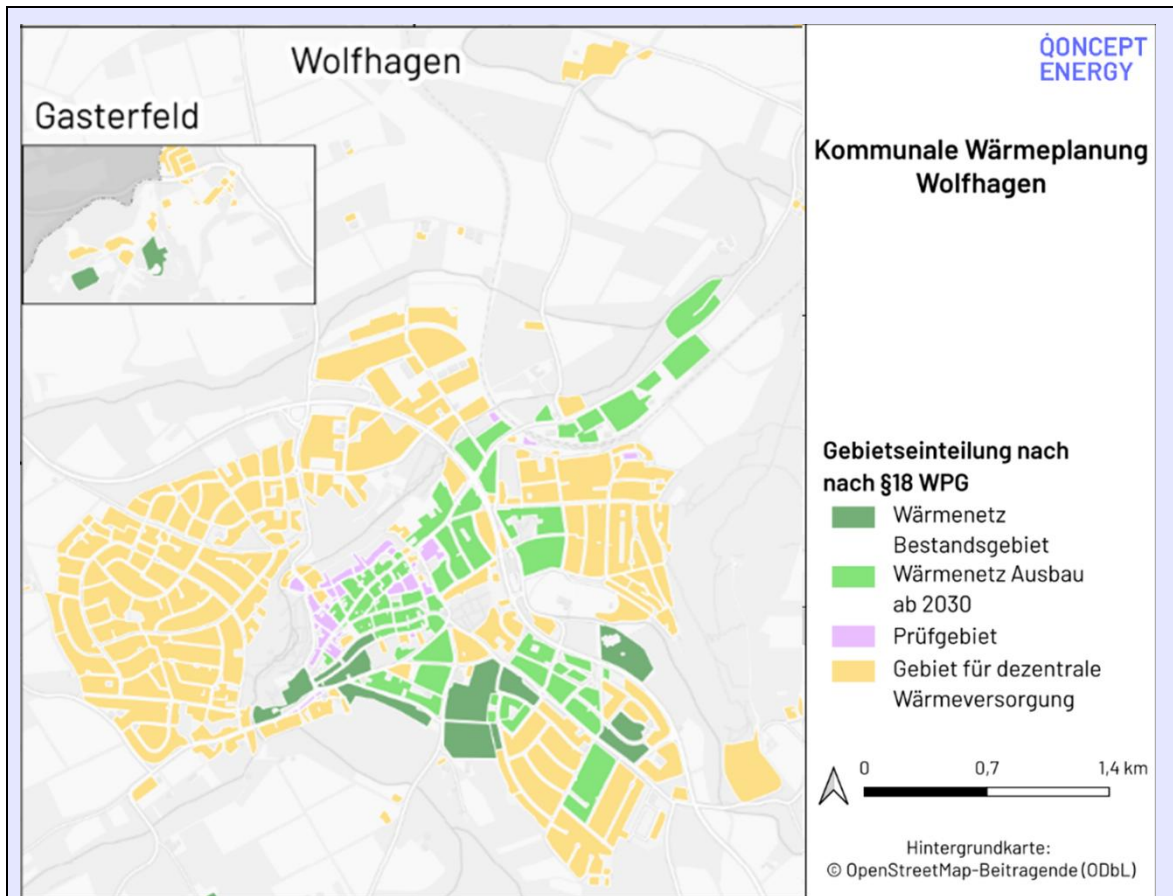 Wolfhagen
Gasterfeld
QONCEPT
ENERGY
Kommunale Wärmeplanung
Wolfhagen
Gebietseinteilung nach
nach §18 WPG
Wärmenetz
Bestandsgebiet
Wärmenetz Ausbau
ab 2030
Prüfgebiet
Gebiet für dezentrale
Wärmeversorgung
0 0,7 1,4 km
Hintergrundkarte:
© OpenStreetMap-Beitragende (ODbL)